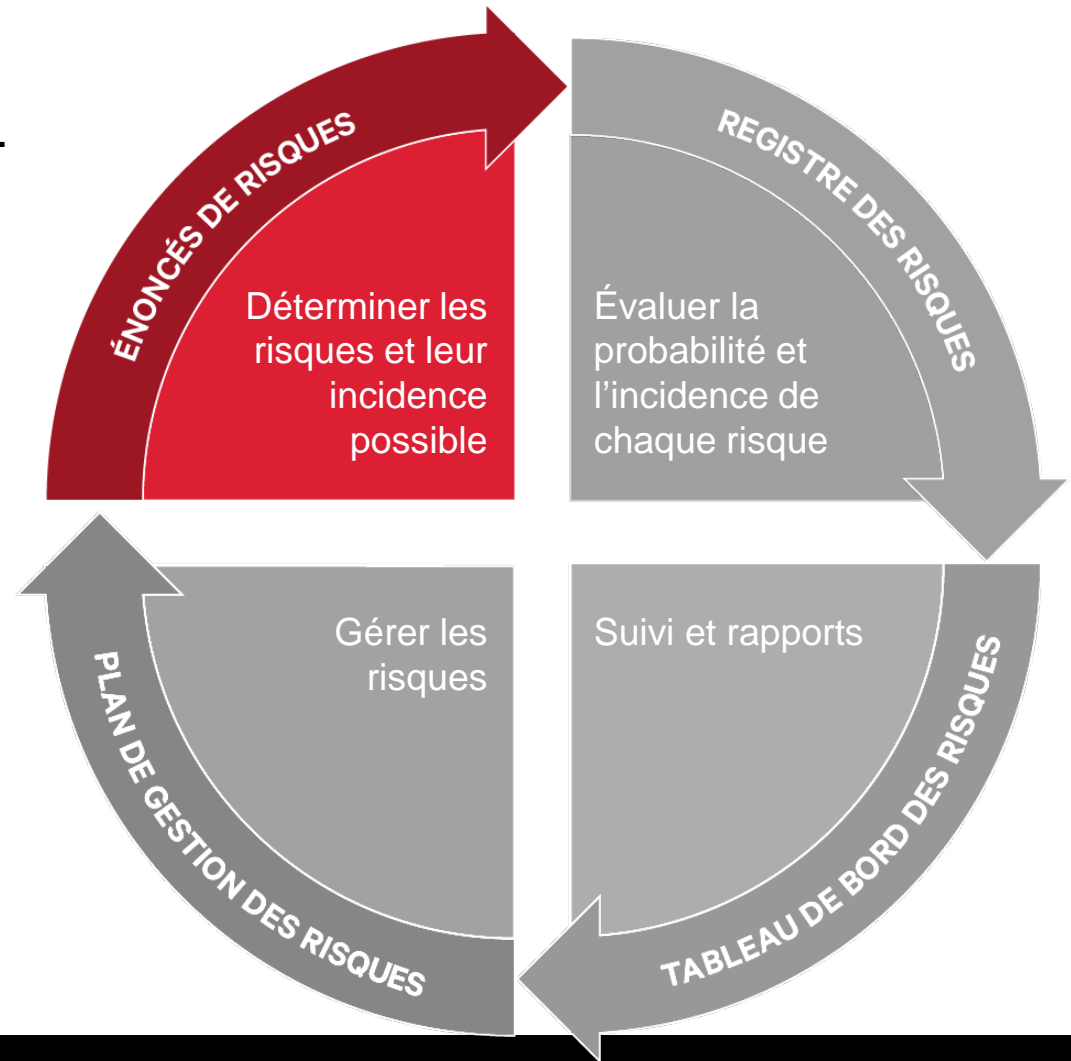 ÉNONCÉS DE RISQUES
Déterminer les
risques et leur
incidence
possible
REGISTRE DES RISQUES
Évaluer la
probabilité et
l'incidence de
chaque risque
TABLEAU DE BORD DES RISQUES
Suivi et rapports
PLAN DE GESTION DES RISQUES
Gérer les
risques